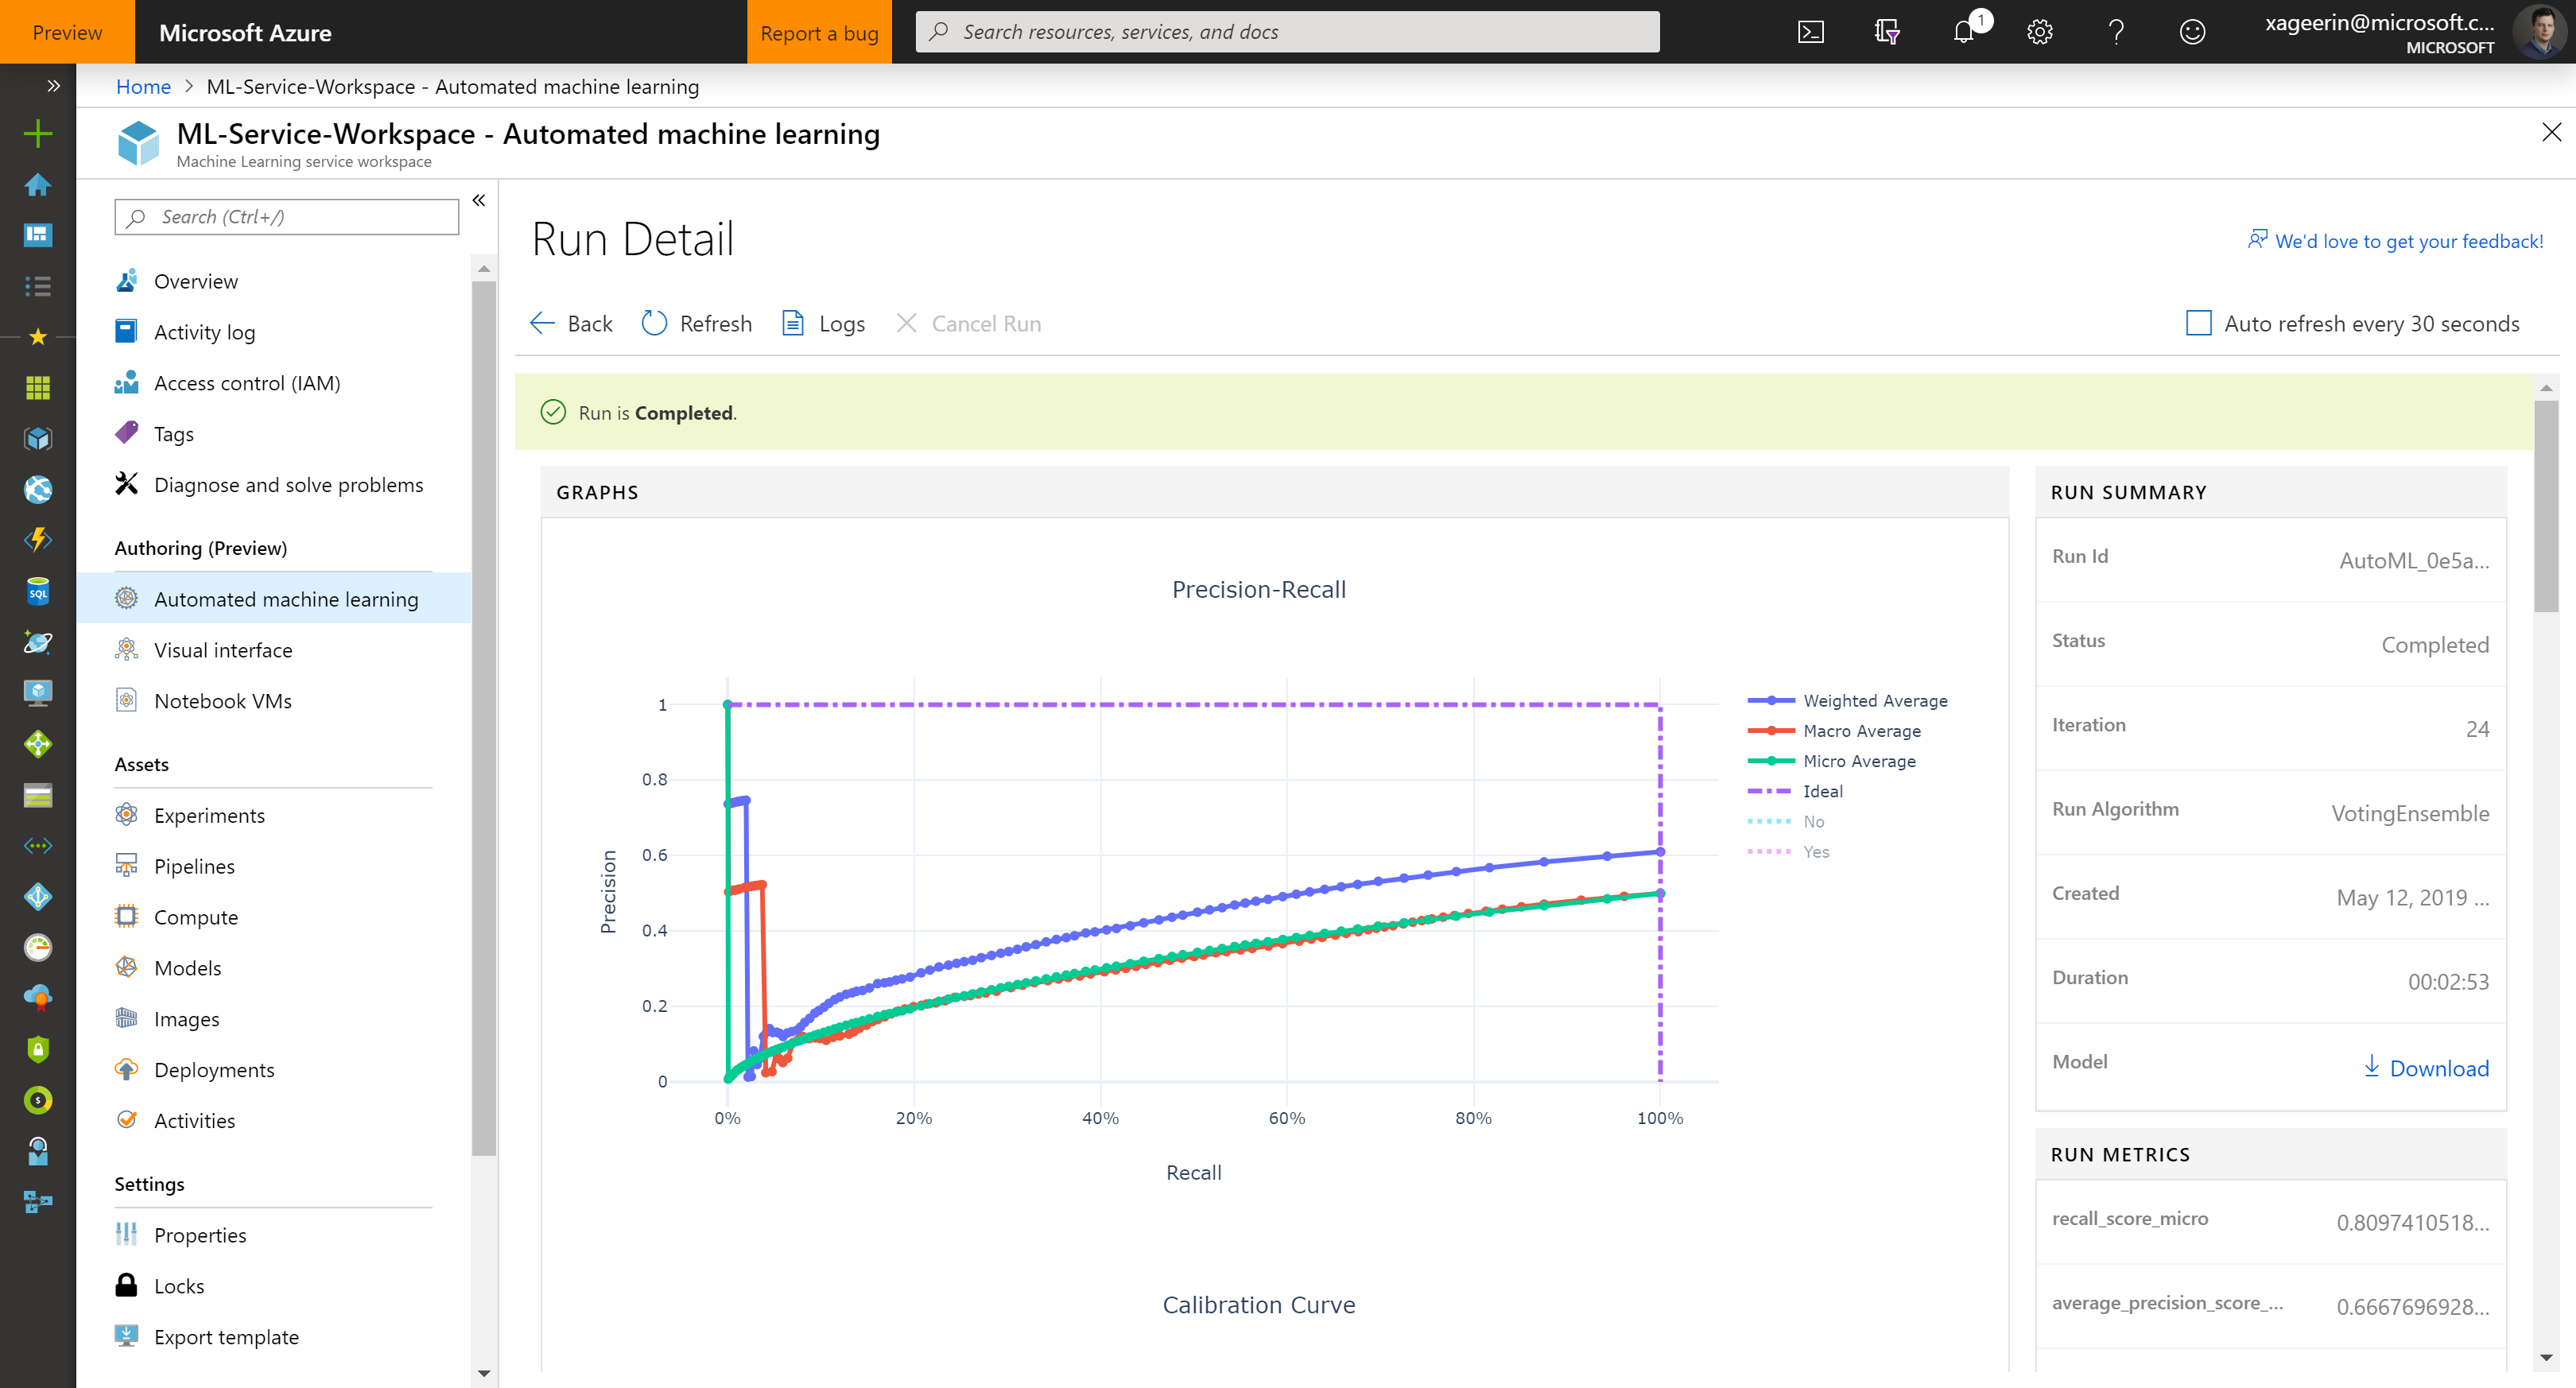 Preview
Microsoft Azure
Report a bug
Search resources, services, and docs
1
xageerin@microsoft.c...
MICROSOFT
Home > ML-Service-Workspace - Automated machine learning
ML-Service-Workspace - Automated machine learning
Machine Learning service workspace
Search (Ctrl+/)
Overview
Activity log
Access control (IAM)
Tags
Diagnose and solve problems
Authoring (Preview)
Automated machine learning
Visual interface
Notebook VMs
Assets
Experiments
Pipelines
Compute
Models
Images
Deployments
Activities
Settings
Properties
Locks
Export template
SQL
Run Detail
We'd love to get your feedback!
Back
Refresh
Logs
Cancel Run
Auto refresh every 30 seconds
Run is Completed.
GRAPHS
Precision-Recall
1
0.8
0.6
0.4
0.2
0
Precision
0%
20%
40%
60%
80%
100%
Recall
Weighted Average
Macro Average
Micro Average
Ideal
No
Yes
Calibration Curve
RUN SUMMARY
Run Id
AutoML_0e5a...
Status
Completed
Iteration
24
Run Algorithm
VotingEnsemble
Created
May 12, 2019 ...
Duration
00:02:53
Model
Download
RUN METRICS
recall_score_micro
0.8097410518...
average_precision_score_...
0.6667696928...